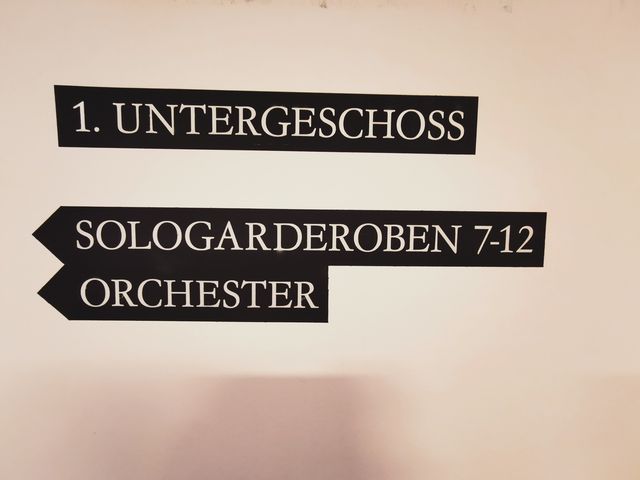 1. UNTERGESCHOSS
SOLOGARDEROBEN 7-12
ORCHESTER